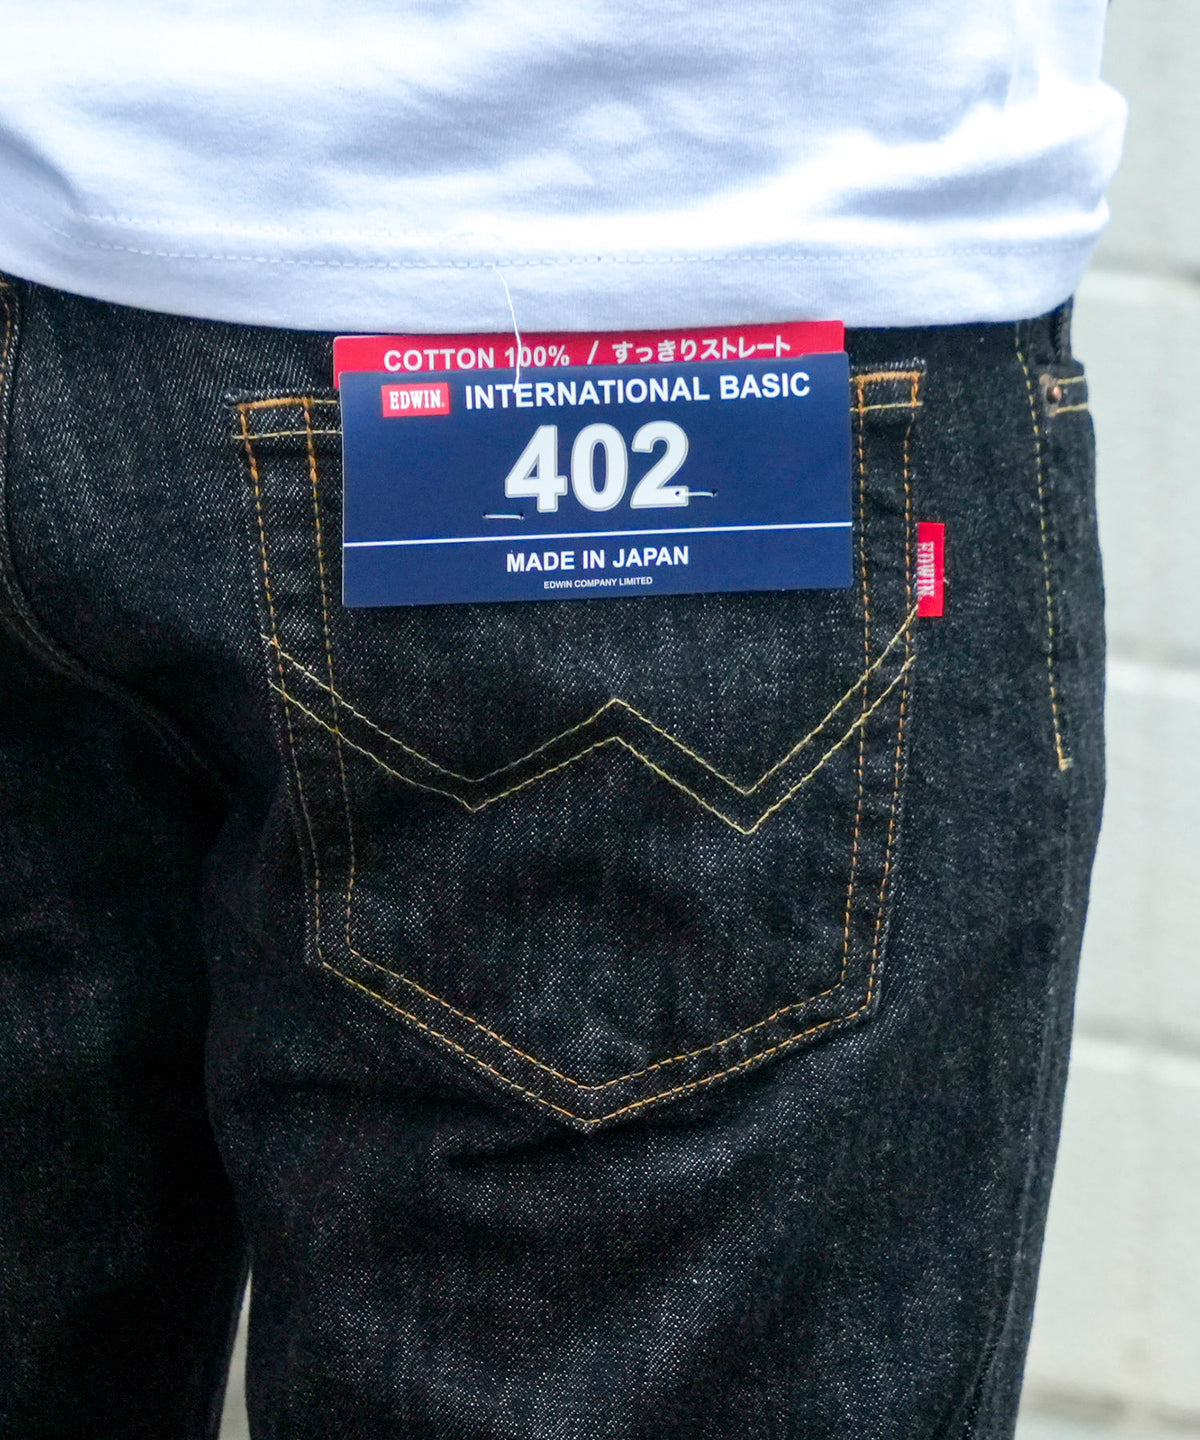 COTTON 100% / すっきりストレート
EDWIN. INTERNATIONAL BASIC
402
MADE IN JAPAN
EDWIN COMPANY LIMITED
EDWIN.